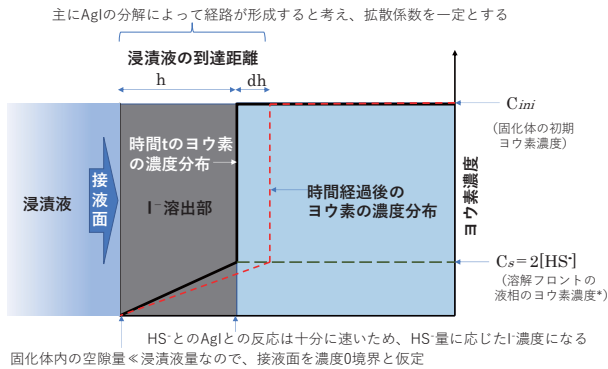 主にAgIの分解によって経路が形成すると考え、拡散係数を一定とする
浸漬液の到達距離
h
dh
Cini
(固化体の初期
ヨウ素濃度)
時間tのヨウ素
の濃度分布
浸漬液
接液面
I⁻ 溶出部
時間経過後の
ヨウ素の濃度分布
ヨウ素濃度
Cs＝2[HS⁻]
(溶解フロントの
液相のヨウ素濃度*)
HS⁻とのAgIとの反応は十分に速いため、HS⁻量に応じたI⁻濃度になる
固化体内の空隙量≪浸漬液量なので、接液面を濃度0境界と仮定